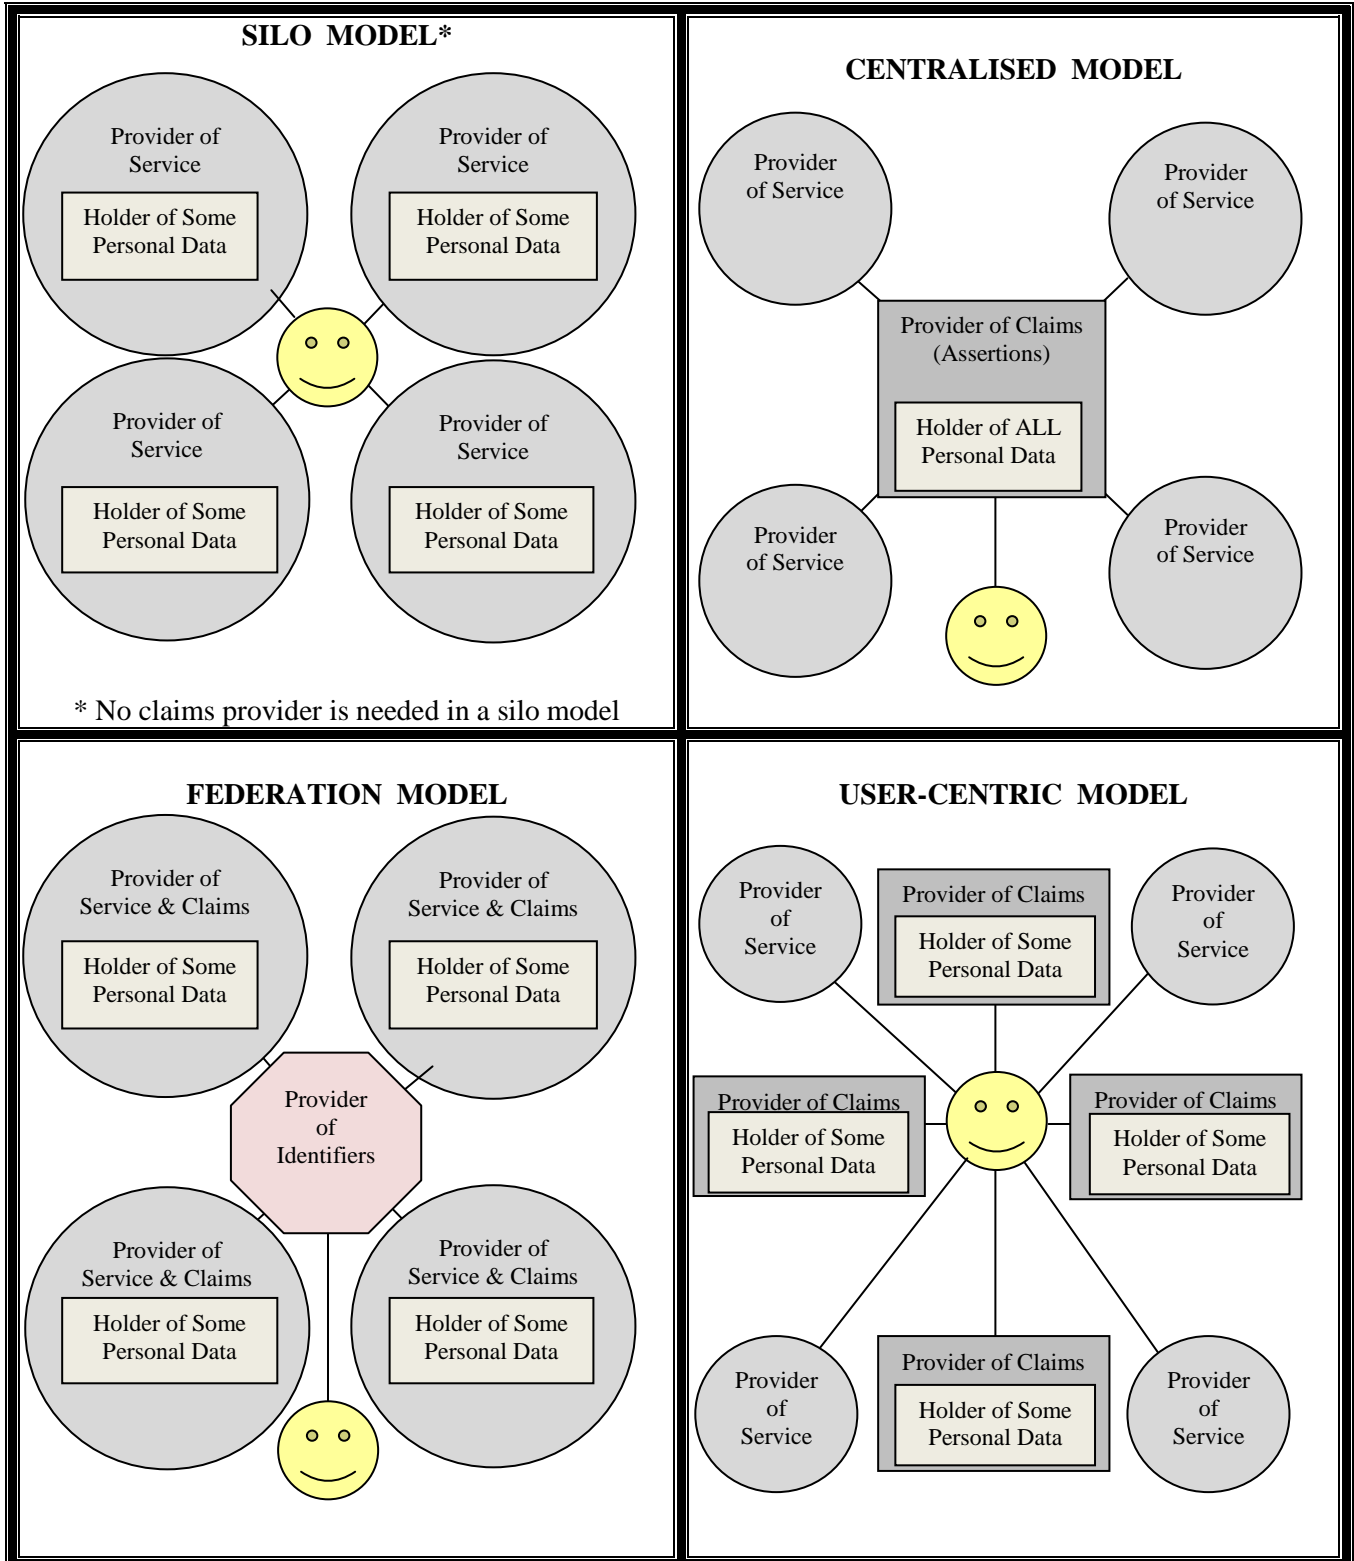 SILO MODEL*
Provider of
Service
Holder of Some
Personal Data
Provider of
Service
Holder of Some
Personal Data
Provider of
Service
Holder of Some
Personal Data
Provider of
Service
Holder of Some
Personal Data
* No claims provider is needed in a silo model
CENTRALISED MODEL
Provider
of Service
Provider
of Service
Provider of Claims
(Assertions)
Holder of ALL
Personal Data
Provider
of Service
Provider
of Service
FEDERATION MODEL
Provider of
Service & Claims
Holder of Some
Personal Data
Provider of
Service & Claims
Holder of Some
Personal Data
Provider
of
Identifiers
Provider of
Service & Claims
Holder of Some
Personal Data
Provider of
Service & Claims
Holder of Some
Personal Data
USER-CENTRIC MODEL
Provider
of
Service
Provider of Claims
Holder of Some
Personal Data
Provider
of
Service
Provider of Claims
Holder of Some
Personal Data
Provider of Claims
Holder of Some
Personal Data
Provider
of
Service
Provider of Claims
Holder of Some
Personal Data
Provider
of
Service